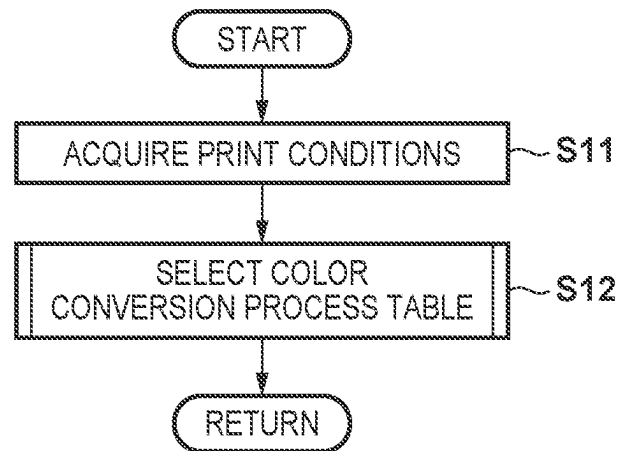 START
ACQUIRE PRINT CONDITIONS
S11
SELECT COLOR
CONVERSION PROCESS TABLE
S12
RETURN